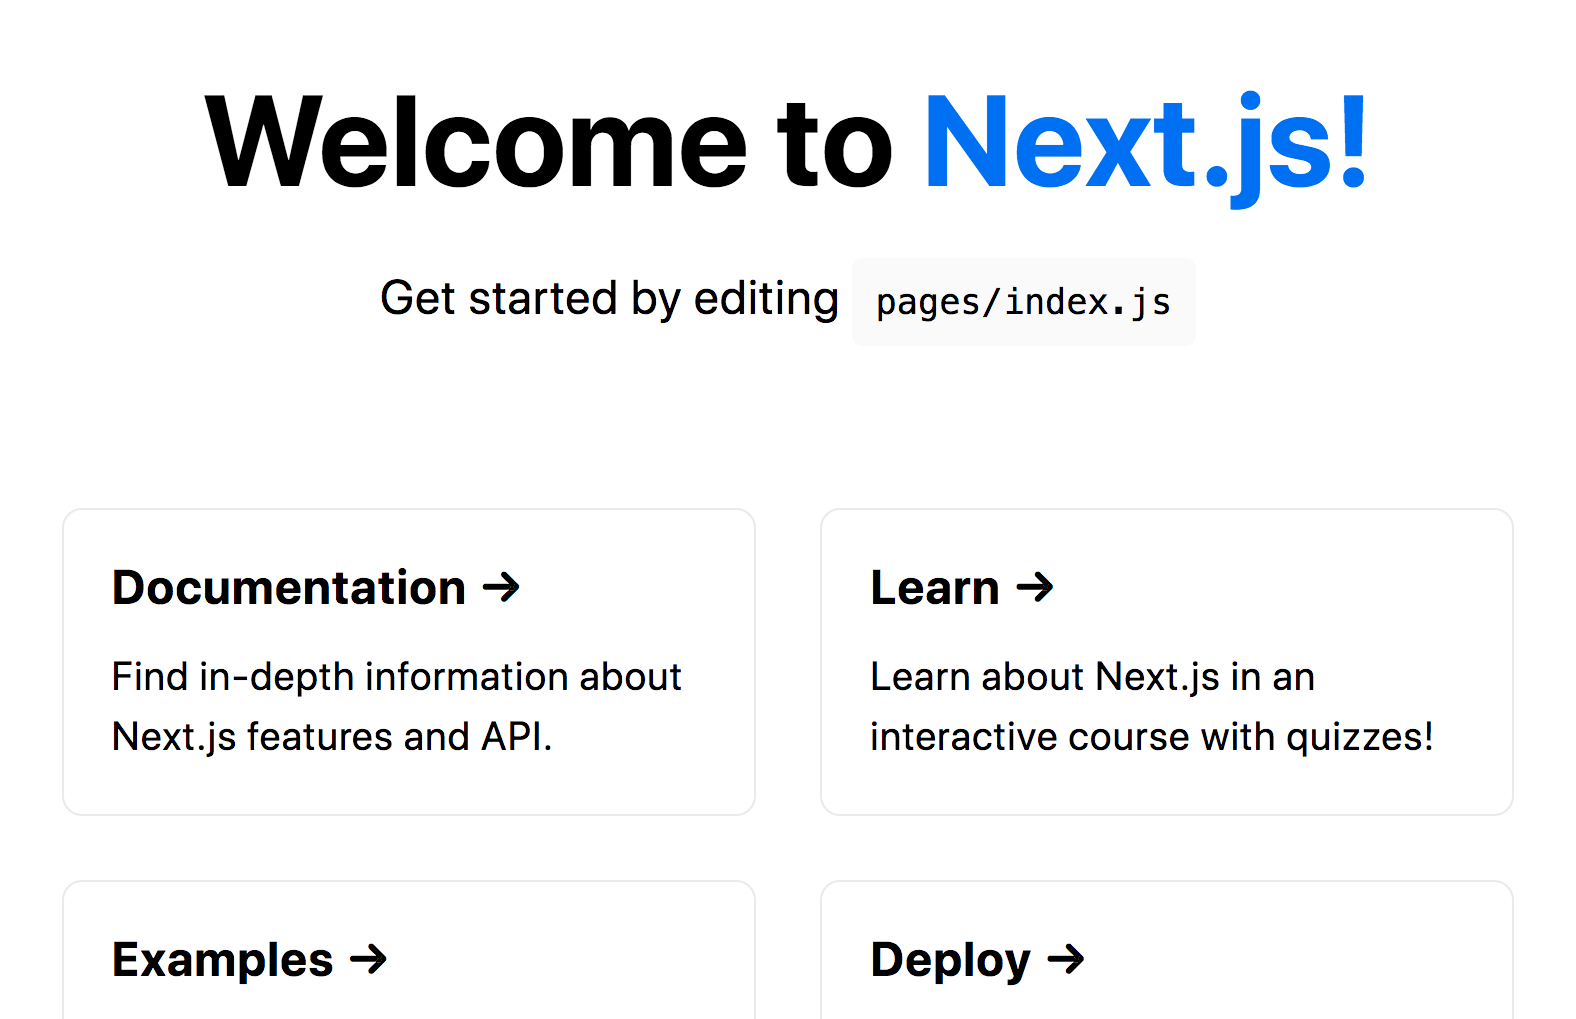 Welcome to Next.js!
Get started by editing pages/index.js
Documentation →
Find in-depth information about
Next.js features and API.
Learn →
Learn about Next.js in an
interactive course with quizzes!
Examples →
Deploy →